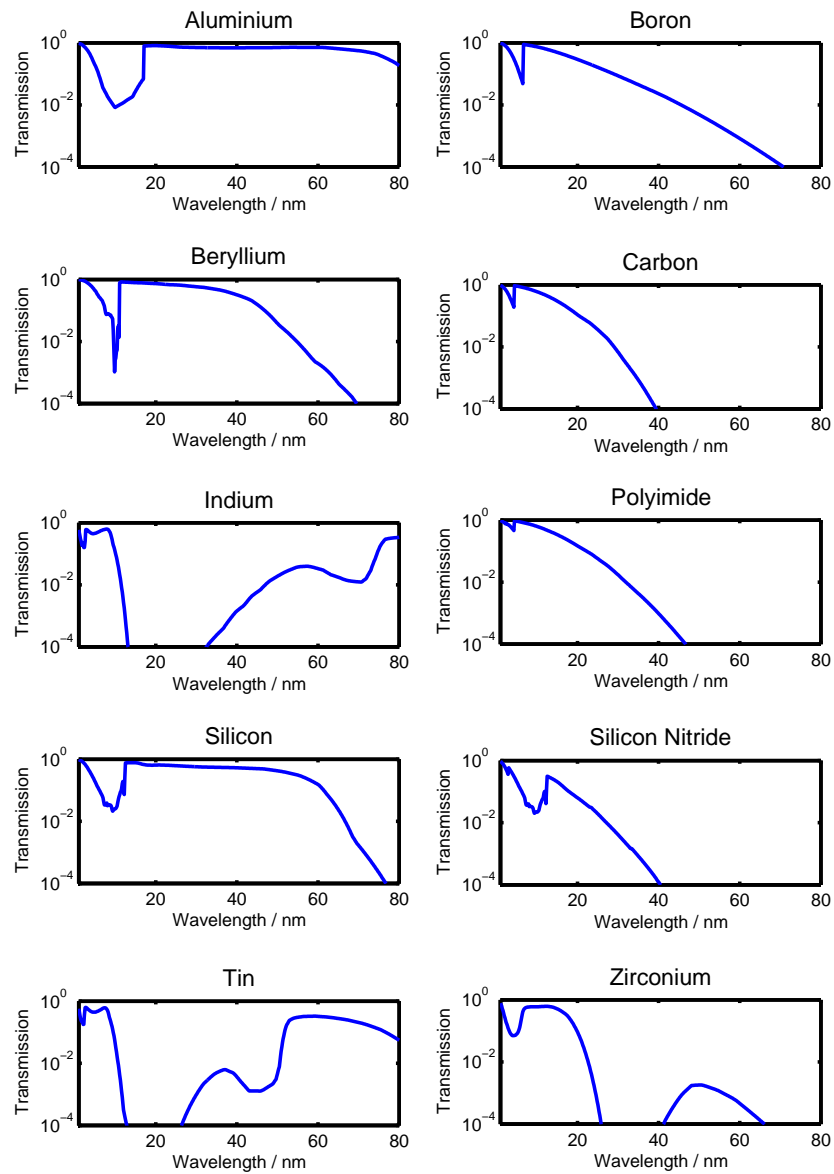 Aluminium
10^0
10^−2
10^−4
Transmission
20 40 60 80
Wavelength / nm
Boron
10^0
10^−2
10^−4
Transmission
20 40 60 80
Wavelength / nm
Beryllium
10^0
10^−2
10^−4
Transmission
20 40 60 80
Wavelength / nm
Carbon
10^0
10^−2
10^−4
Transmission
20 40 60 80
Wavelength / nm
Indium
10^0
10^−2
10^−4
Transmission
20 40 60 80
Wavelength / nm
Polyimide
10^0
10^−2
10^−4
Transmission
20 40 60 80
Wavelength / nm
Silicon
10^0
10^−2
10^−4
Transmission
20 40 60 80
Wavelength / nm
Silicon Nitride
10^0
10^−2
10^−4
Transmission
20 40 60 80
Wavelength / nm
Tin
10^0
10^−2
10^−4
Transmission
20 40 60 80
Wavelength / nm
Zirconium
10^0
10^−2
10^−4
Transmission
20 40 60 80
Wavelength / nm